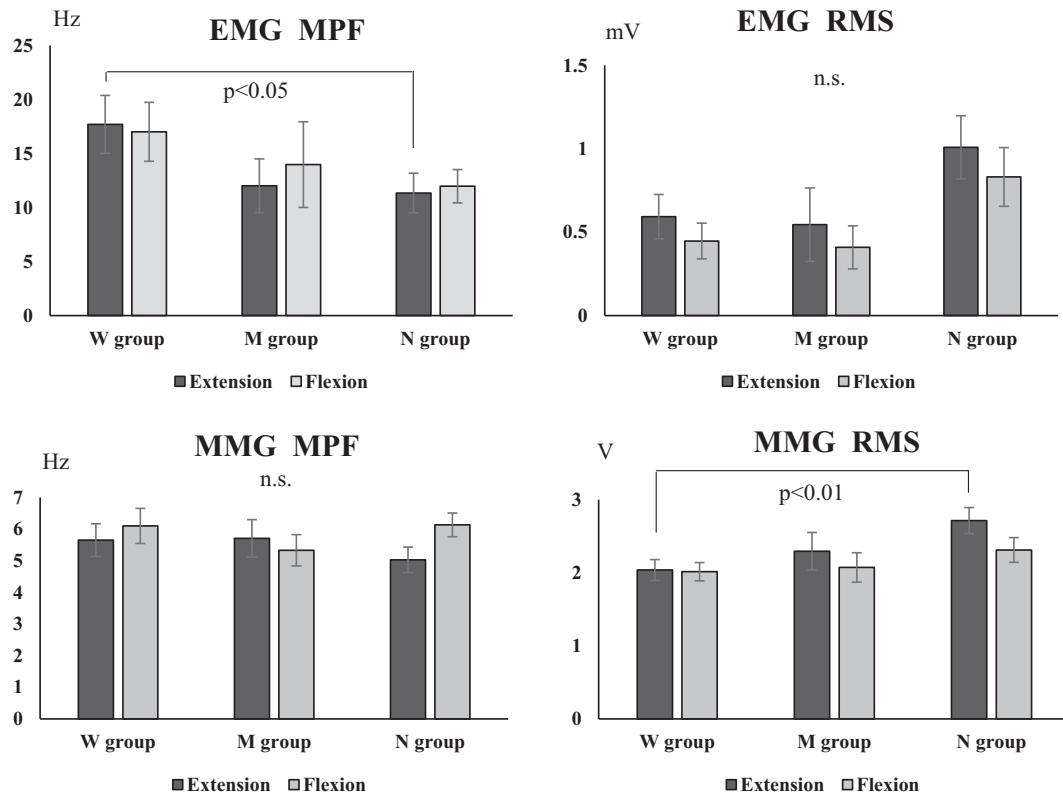 EMG MPF
Hz
25
20
15
10
5
0
p<0.05
W group M group N group
Extension Flexion
EMG RMS
mV
1.5
1
0.5
0
n.s.
W group M group N group
Extension Flexion
MMG MPF
Hz
n.s.
7
6
5
4
3
2
1
0
W group M group N group
Extension Flexion
MMG RMS
V
p<0.01
3
2
1
0
W group M group N group
Extension Flexion